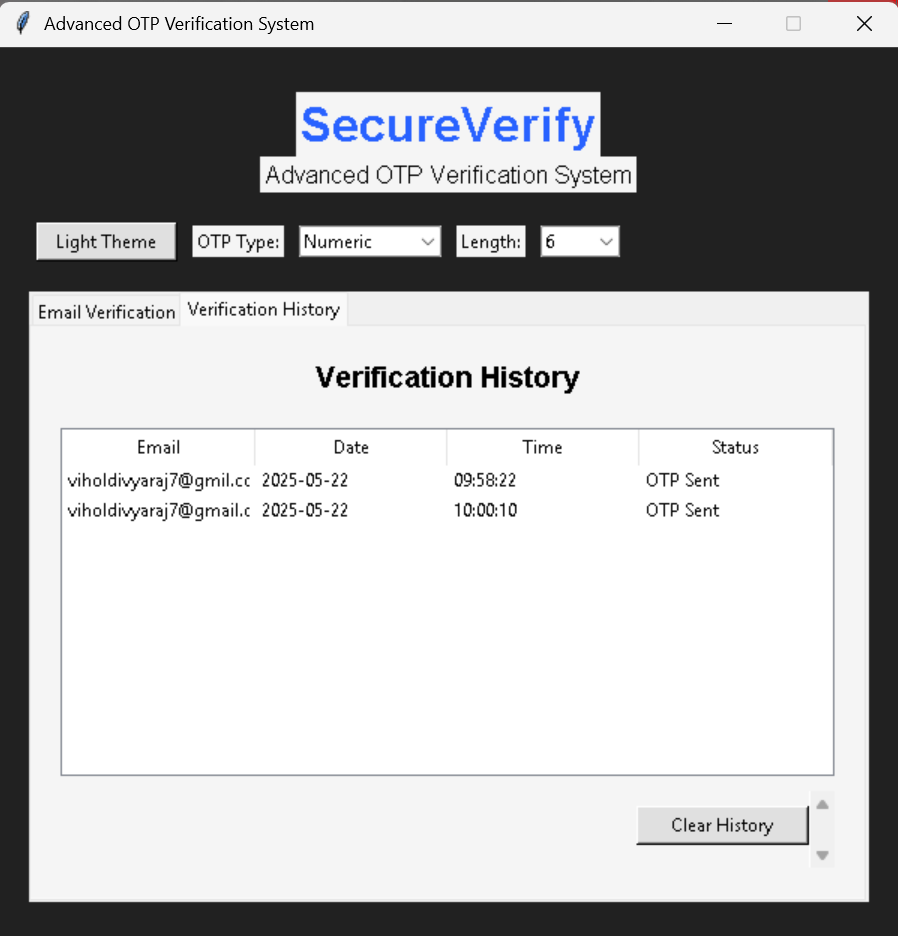 Advanced OTP Verification System
SecureVerify
Advanced OTP Verification System
Light Theme OTP Type: Numeric Length: 6
Email Verification Verification History
Verification History
Email Date Time Status
viholdivyaraj7@gmil.cc 2025-05-22 09:58:22 OTP Sent
viholdivyaraj7@gmail.c 2025-05-22 10:00:10 OTP Sent
Clear History